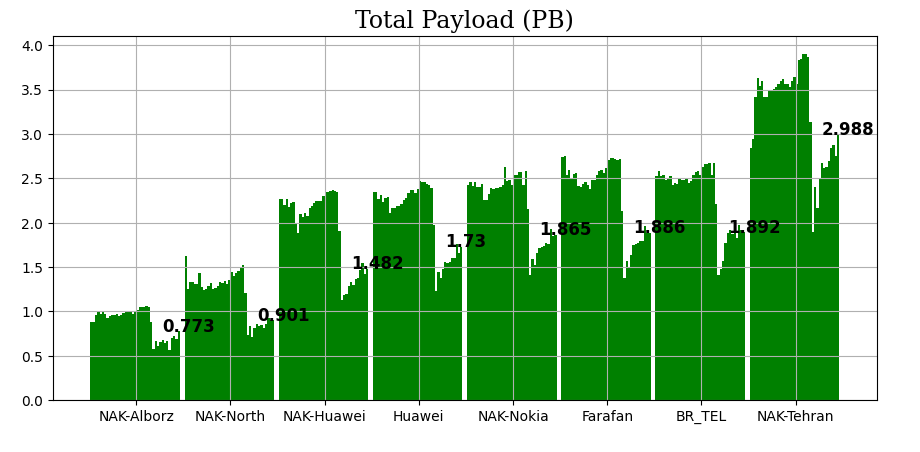 Total Payload (PB)
4.0
3.5
3.0
2.5
2.0
1.5
1.0
0.5
0.0
0.773
0.901
1.482
1.73
1.865
1.886
1.892
2.988
NAK-Alborz
NAK-North
NAK-Huawei
Huawei
NAK-Nokia
Farafan
BR_TEL
NAK-Tehran